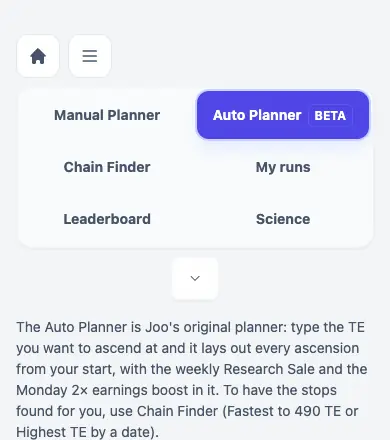 Manual Planner
Auto Planner BETA
Chain Finder
My runs
Leaderboard
Science
The Auto Planner is Joo's original planner: type the TE
you want to ascend at and it lays out every ascension
from your start, with the weekly Research Sale and the
Monday 2× earnings boost in it. To have the stops
found for you, use Chain Finder (Fastest to 490 TE or
Highest TE by a date).